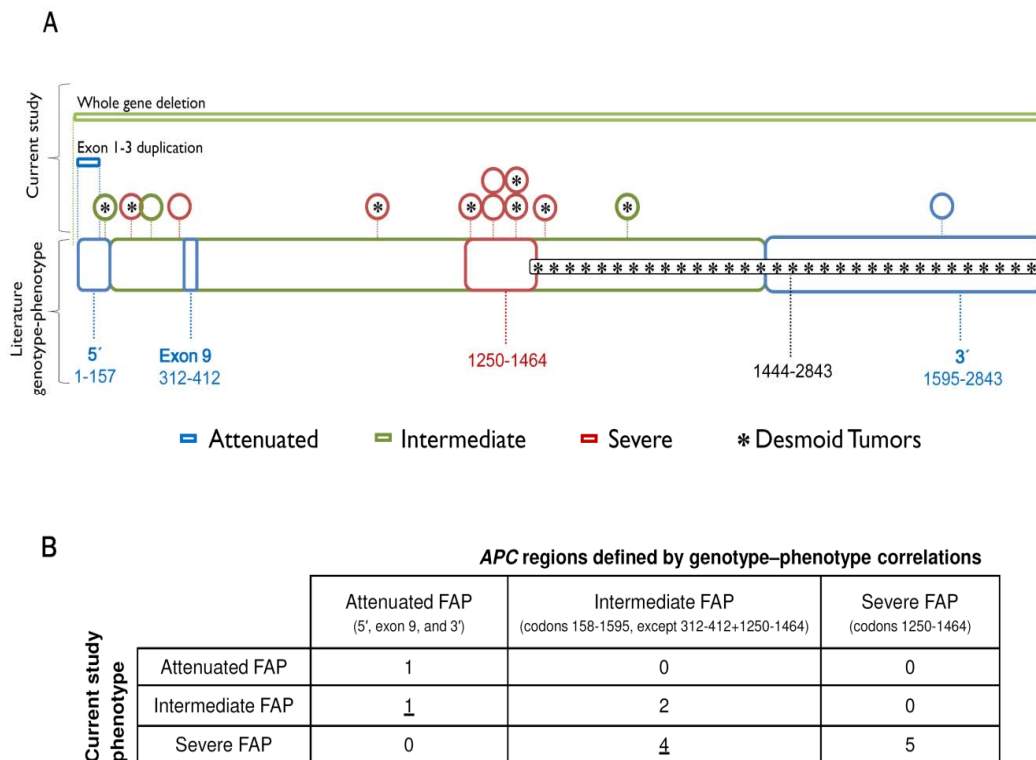 A
Current study
Whole gene deletion
Exon 1-3 duplication
* * * * * * * *
Literature
genotype-phenotype
********************************
5´
1-157
Exon 9
312-412
1250-1464
1444-2843
3´
1595-2843
Attenuated
Intermediate
Severe
* Desmoid Tumors
B
APC regions defined by genotype–phenotype correlations
Attenuated FAP
(5′, exon 9, and 3′)
Intermediate FAP
(codons 158-1595, except 312-412+1250-1464)
Severe FAP
(codons 1250-1464)
Current study
phenotype
Attenuated FAP 1 0 0
Intermediate FAP 1 2 0
Severe FAP 0 4 5